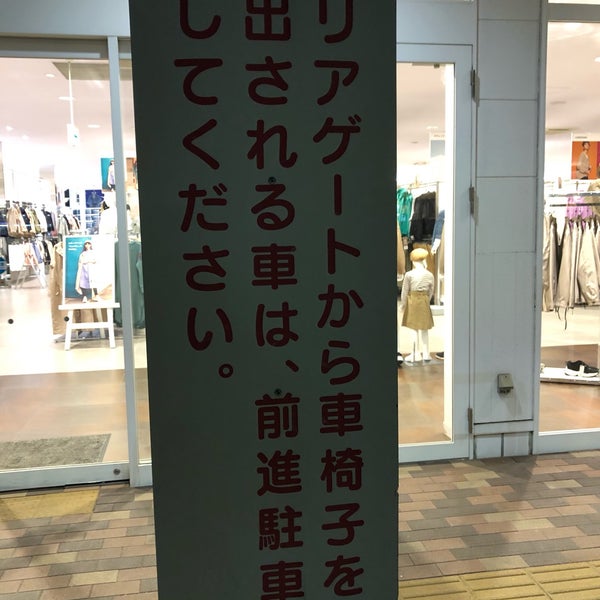 リアゲートから車椅子を
出される車は、前進駐車
してください。